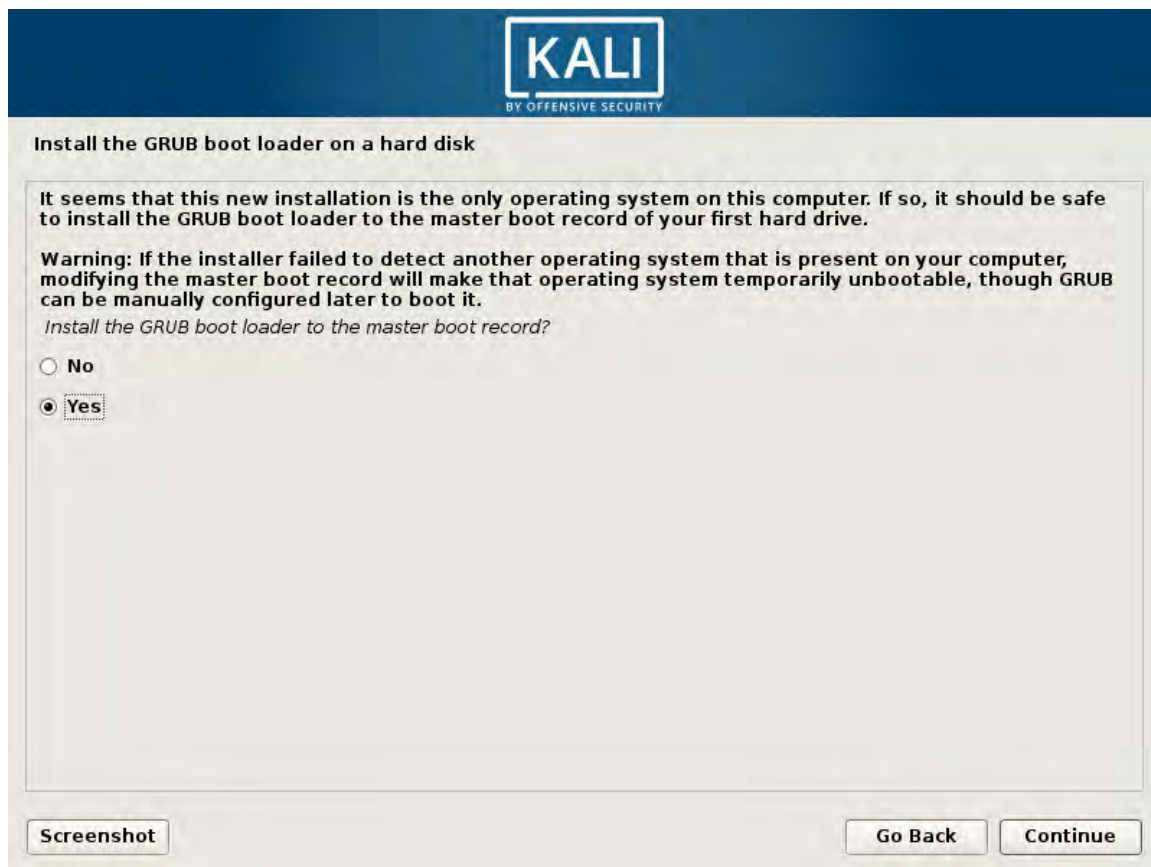 KALI
BY OFFENSIVE SECURITY
Install the GRUB boot loader on a hard disk
It seems that this new installation is the only operating system on this computer. If so, it should be safe
to install the GRUB boot loader to the master boot record of your first hard drive.
Warning: If the installer failed to detect another operating system that is present on your computer,
modifying the master boot record will make that operating system temporarily unbootable, though GRUB
can be manually configured later to boot it.
Install the GRUB boot loader to the master boot record?
No
Yes
Screenshot
Go Back
Continue